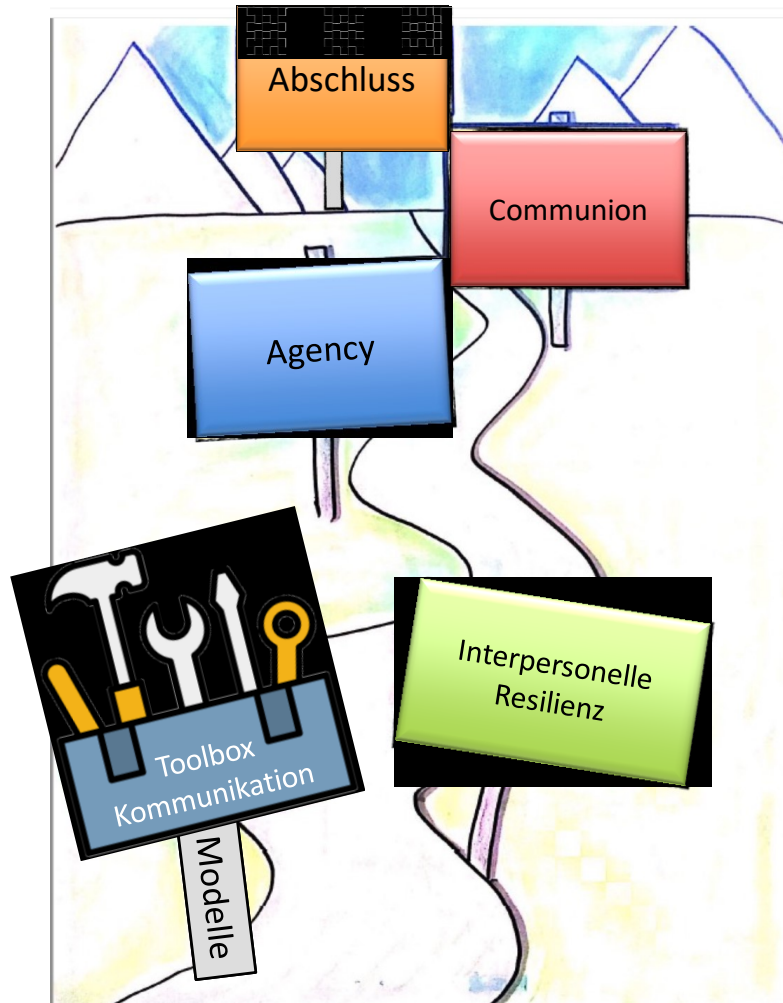 Abschluss
Communion
Agency
Interpersonelle
Resilienz
Toolbox
Kommunikation
Modelle